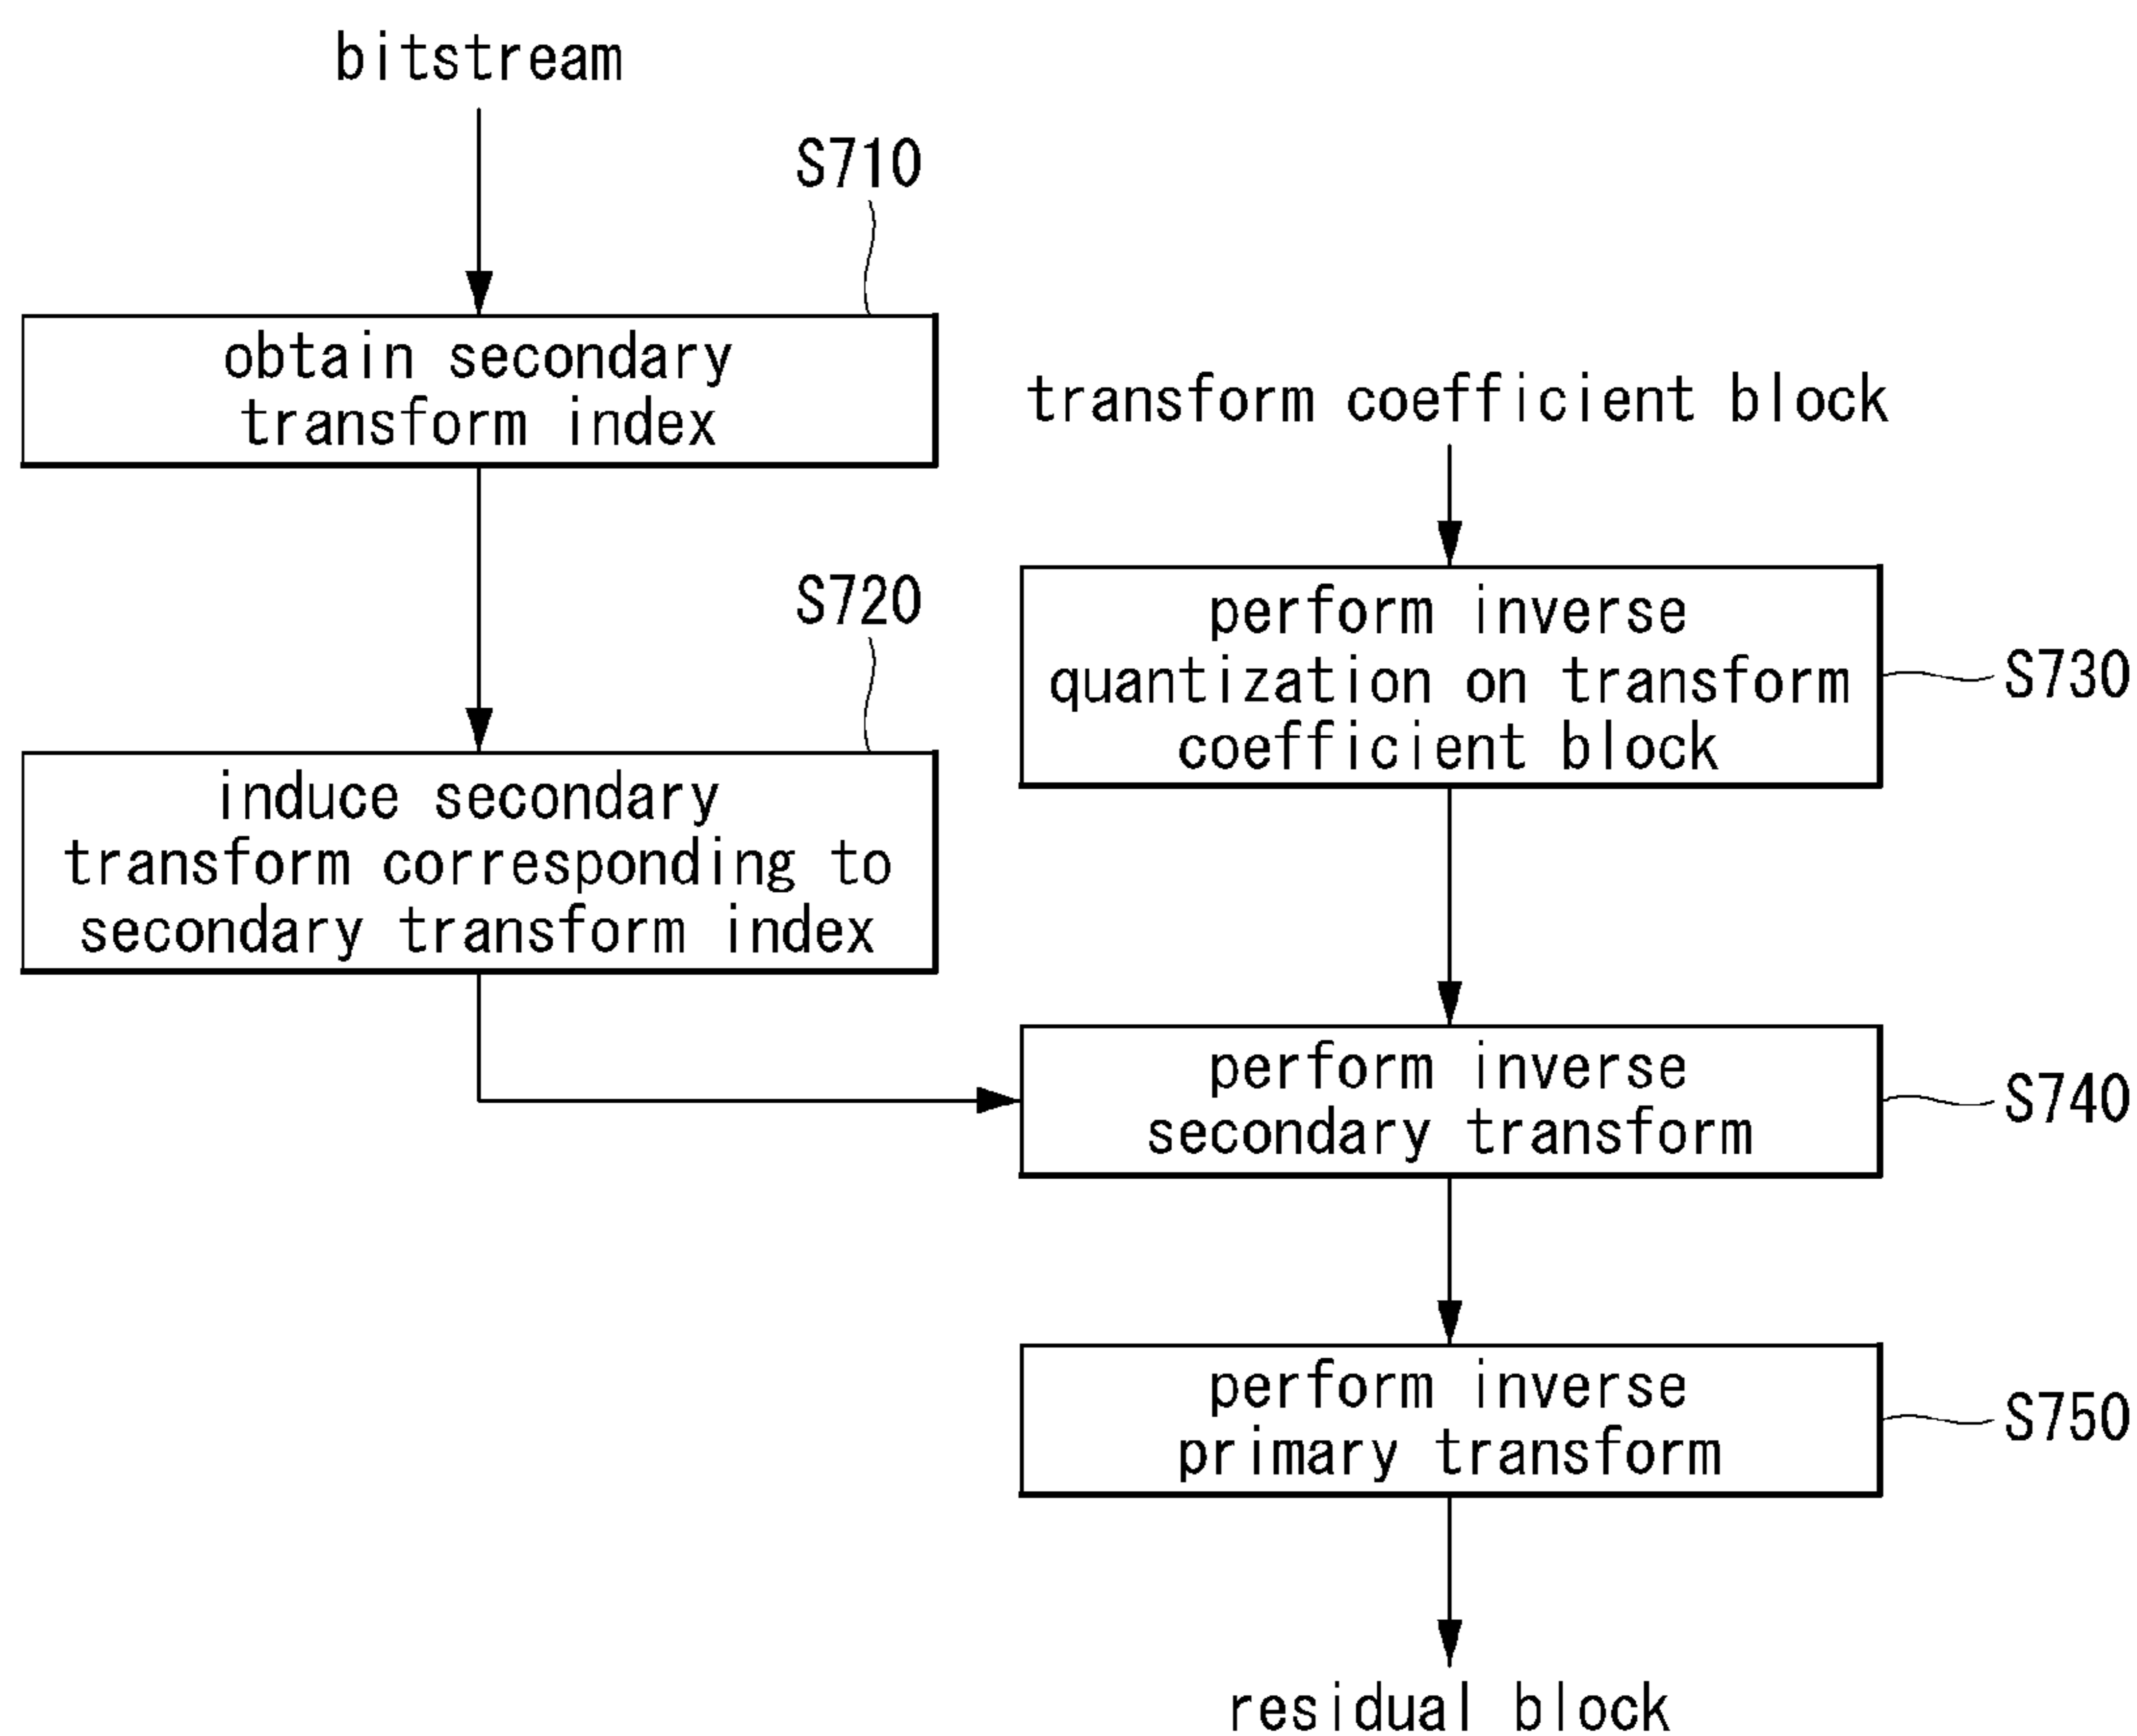 bitstream
S710
obtain secondary
transform index
S720
induce secondary
transform corresponding to
secondary transform index
transform coefficient block
perform inverse
quantization on transform
coefficient block
S730
perform inverse
secondary transform
S740
perform inverse
primary transform
S750
residual block